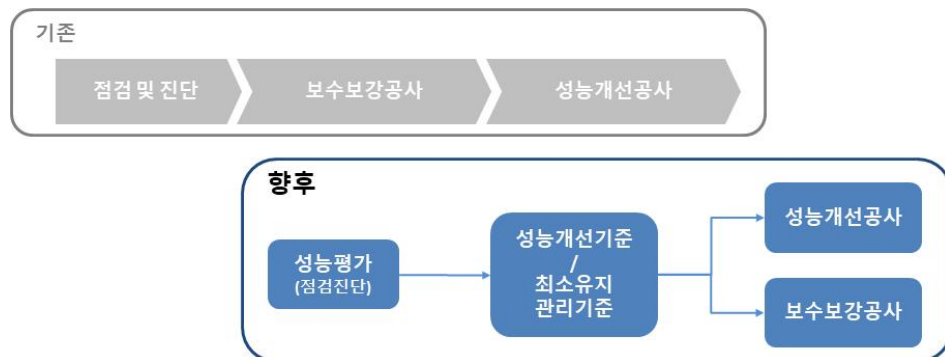 기존
점검 및 진단
보수보강공사
성능개선공사
향후
성능평가
(점검진단)
성능개선기준
/
최소유지
관리기준
성능개선공사
보수보강공사